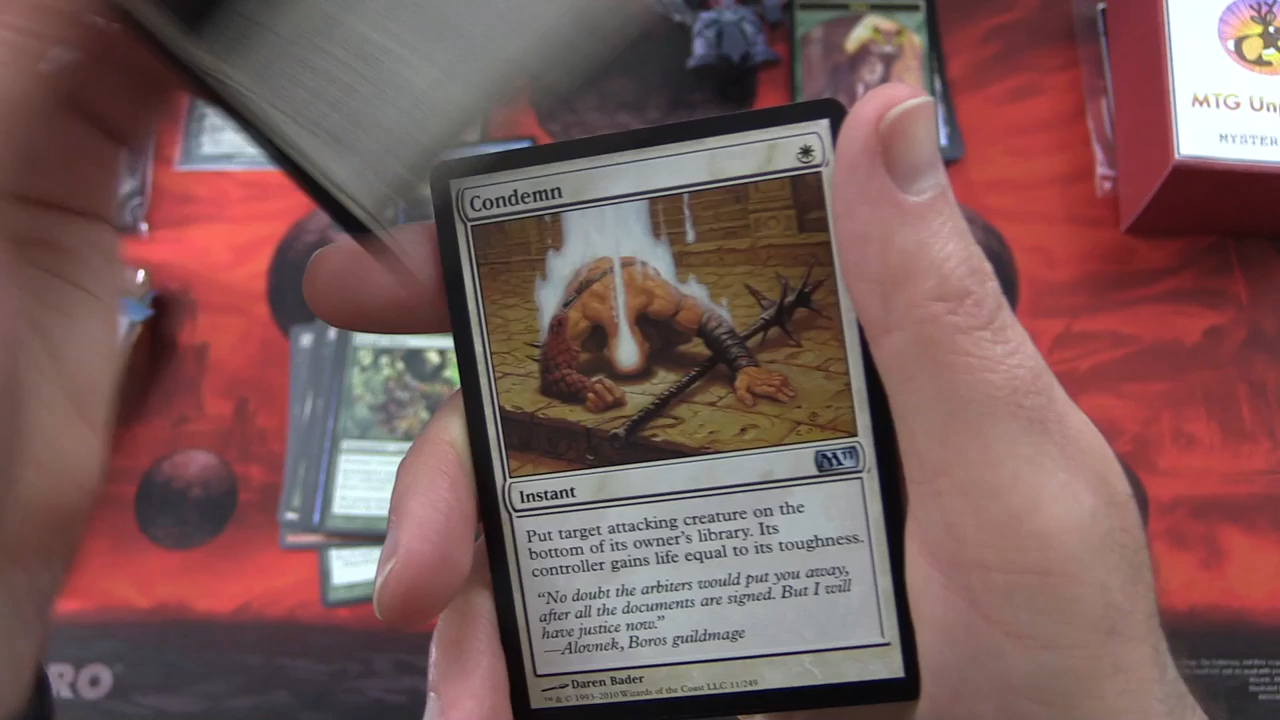 MTG Un
MYSTER
Condemn
M11
Instant
Put target attacking creature on the
bottom of its owner's library. Its
controller gains life equal to its toughness.
"No doubt the arbiters would put you away,
after all the documents are signed. But I will
have justice now."
—Alovnek, Boros guildmage
Daren Bader
™ & © 1993–2010 Wizards of the Coast LLC 11/249
RO